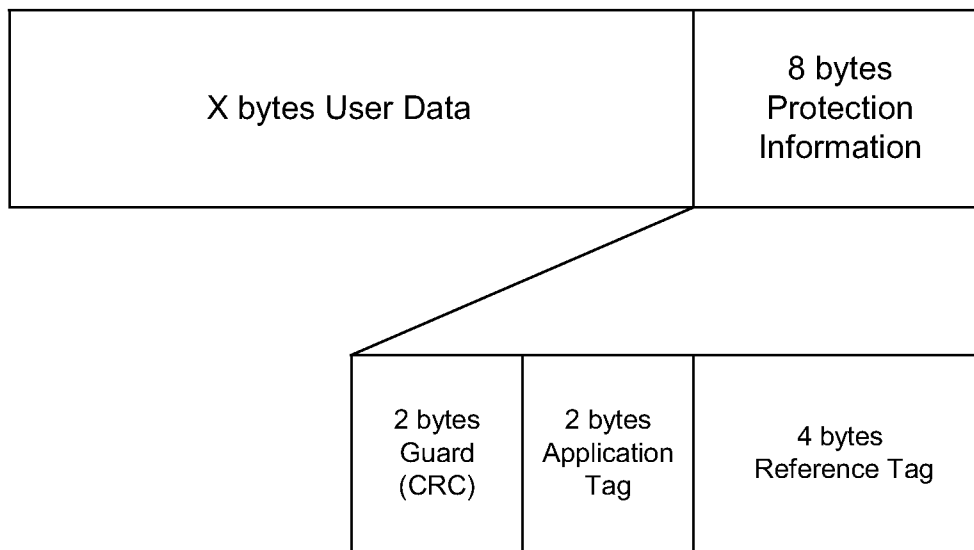 X bytes User Data
8 bytes
Protection
Information
2 bytes
Guard
(CRC)
2 bytes
Application
Tag
4 bytes
Reference Tag